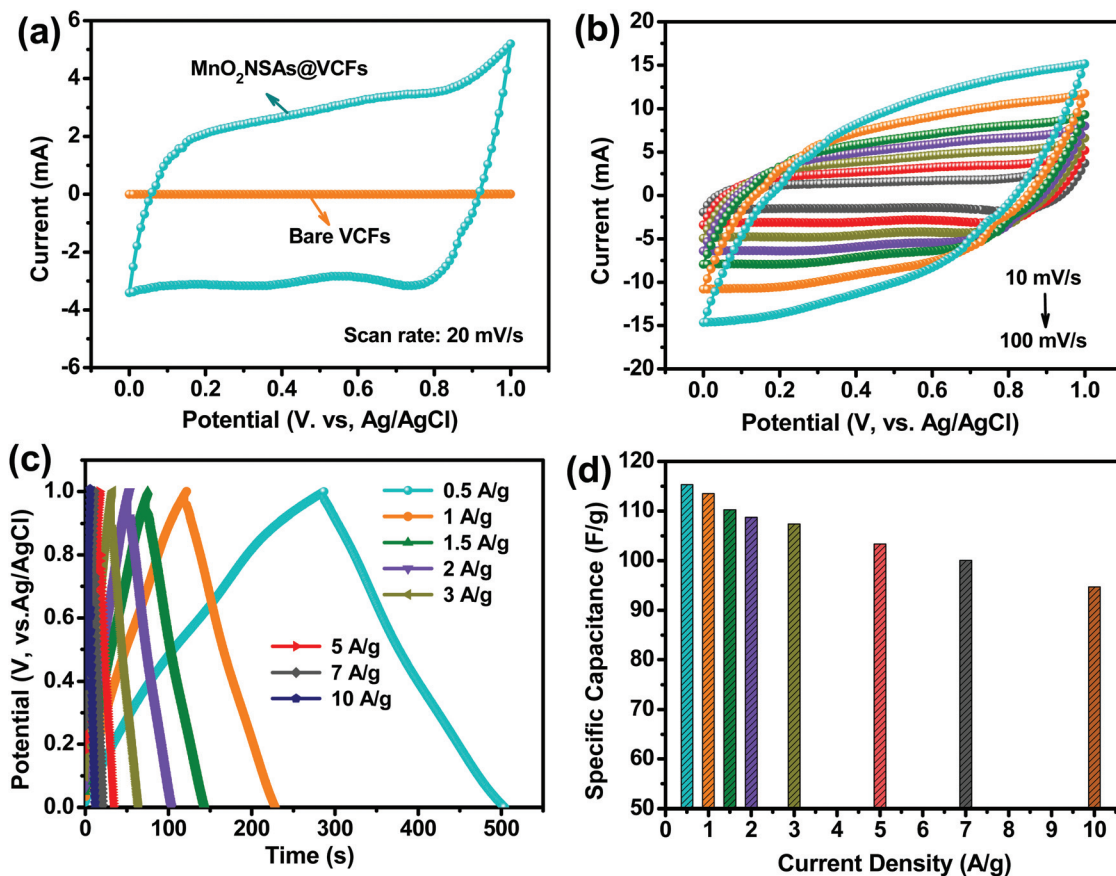 (a)
6
4
2
0
-2
-4
-6
Current (mA)
MnO2NSAs@VCFs
Bare VCFs
Scan rate: 20 mV/s
0.0 0.2 0.4 0.6 0.8 1.0
Potential (V. vs, Ag/AgCl)
(b)
20
15
10
5
0
-5
-10
-15
-20
Current (mA)
10 mV/s
100 mV/s
0.0 0.2 0.4 0.6 0.8 1.0
Potential (V, vs. Ag/AgCl)
(c)
1.0
0.8
0.6
0.4
0.2
0.0
Potential (V, vs.Ag/AgCl)
0.5 A/g
1 A/g
1.5 A/g
2 A/g
3 A/g
5 A/g
7 A/g
10 A/g
0 100 200 300 400 500
Time (s)
(d)
120
110
100
90
80
70
60
50
Specific Capacitance (F/g)
0 1 2 3 4 5 6 7 8 9 10
Current Density (A/g)